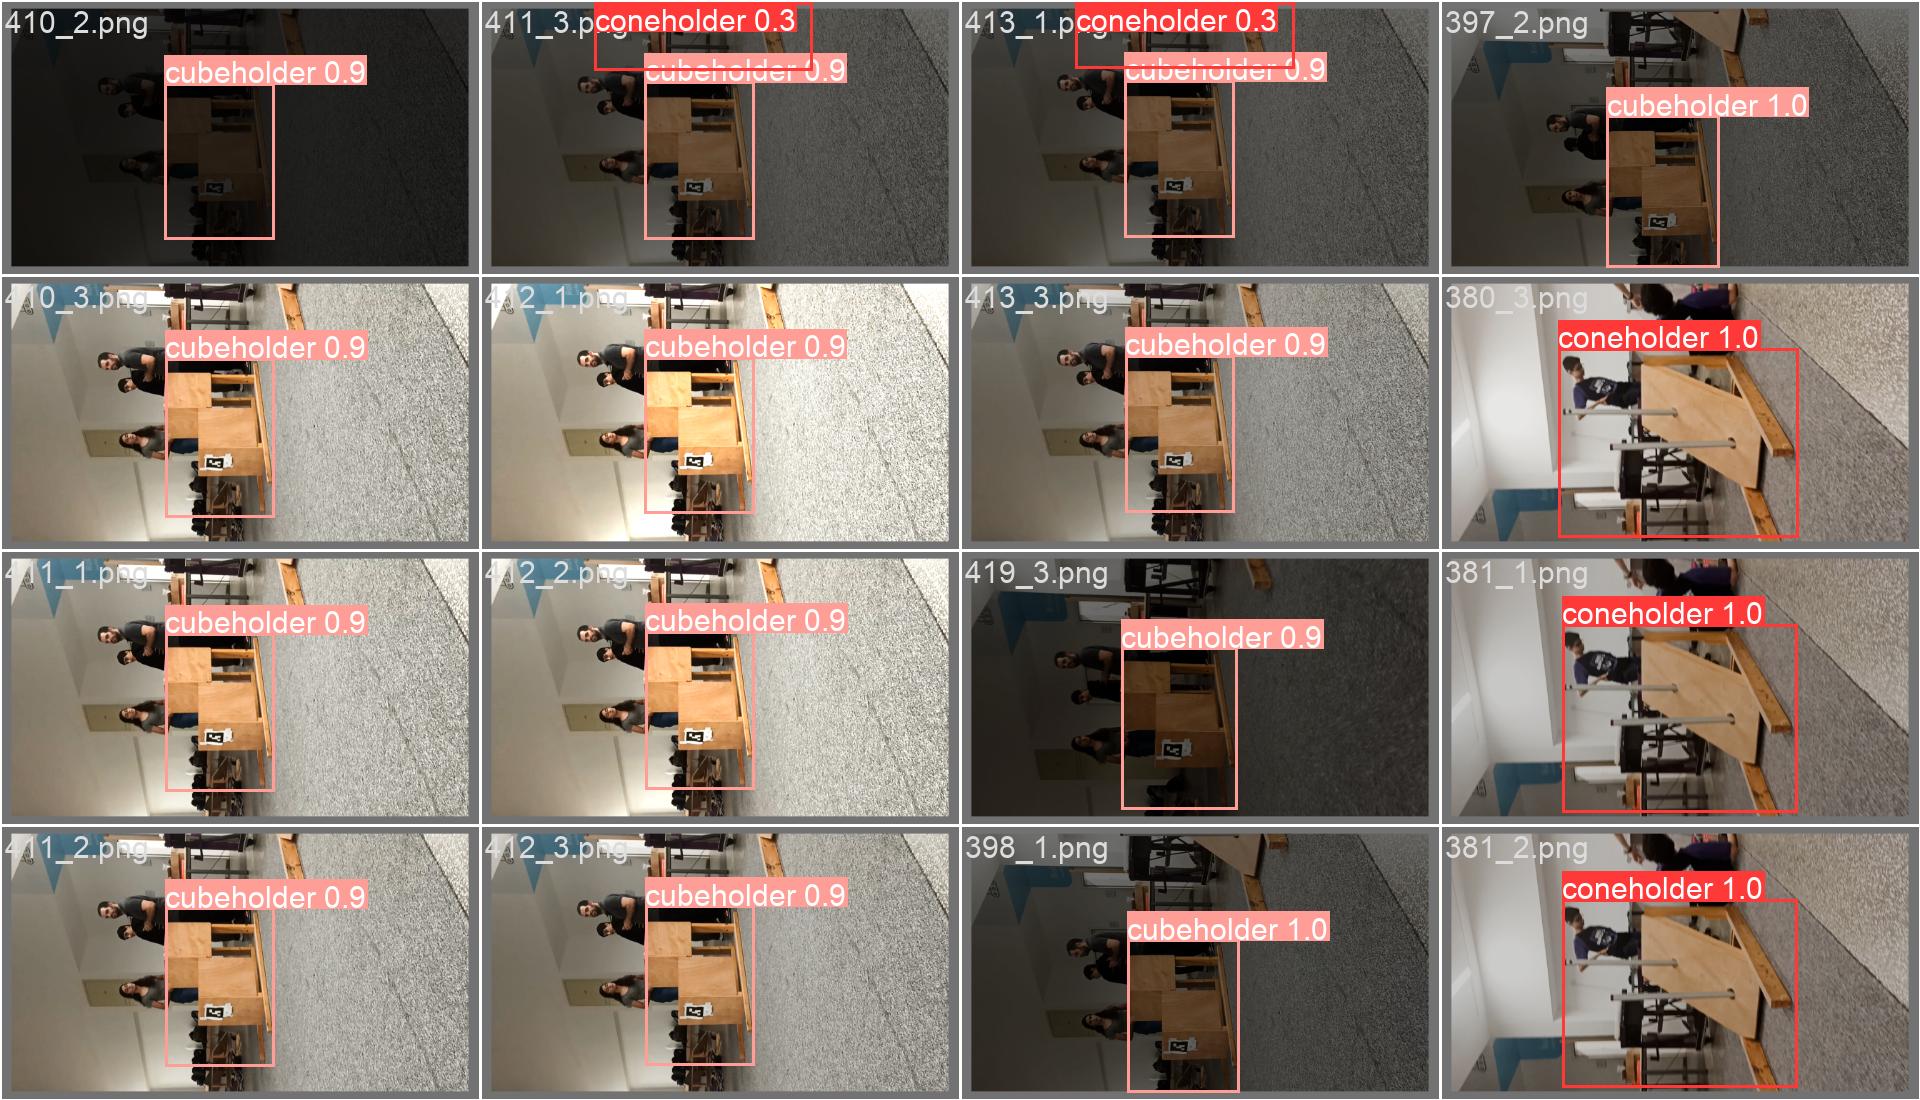 410_2.png
cubeholder 0.9
411_3.png
coneholder 0.3
cubeholder 0.9
413_1.png
coneholder 0.3
cubeholder 0.9
397_2.png
cubeholder 1.0
410_3.png
cubeholder 0.9
412_1.png
cubeholder 0.9
413_3.png
cubeholder 0.9
380_3.png
coneholder 1.0
411_1.png
cubeholder 0.9
412_2.png
cubeholder 0.9
419_3.png
cubeholder 0.9
381_1.png
coneholder 1.0
411_2.png
cubeholder 0.9
412_3.png
cubeholder 0.9
398_1.png
cubeholder 1.0
381_2.png
coneholder 1.0